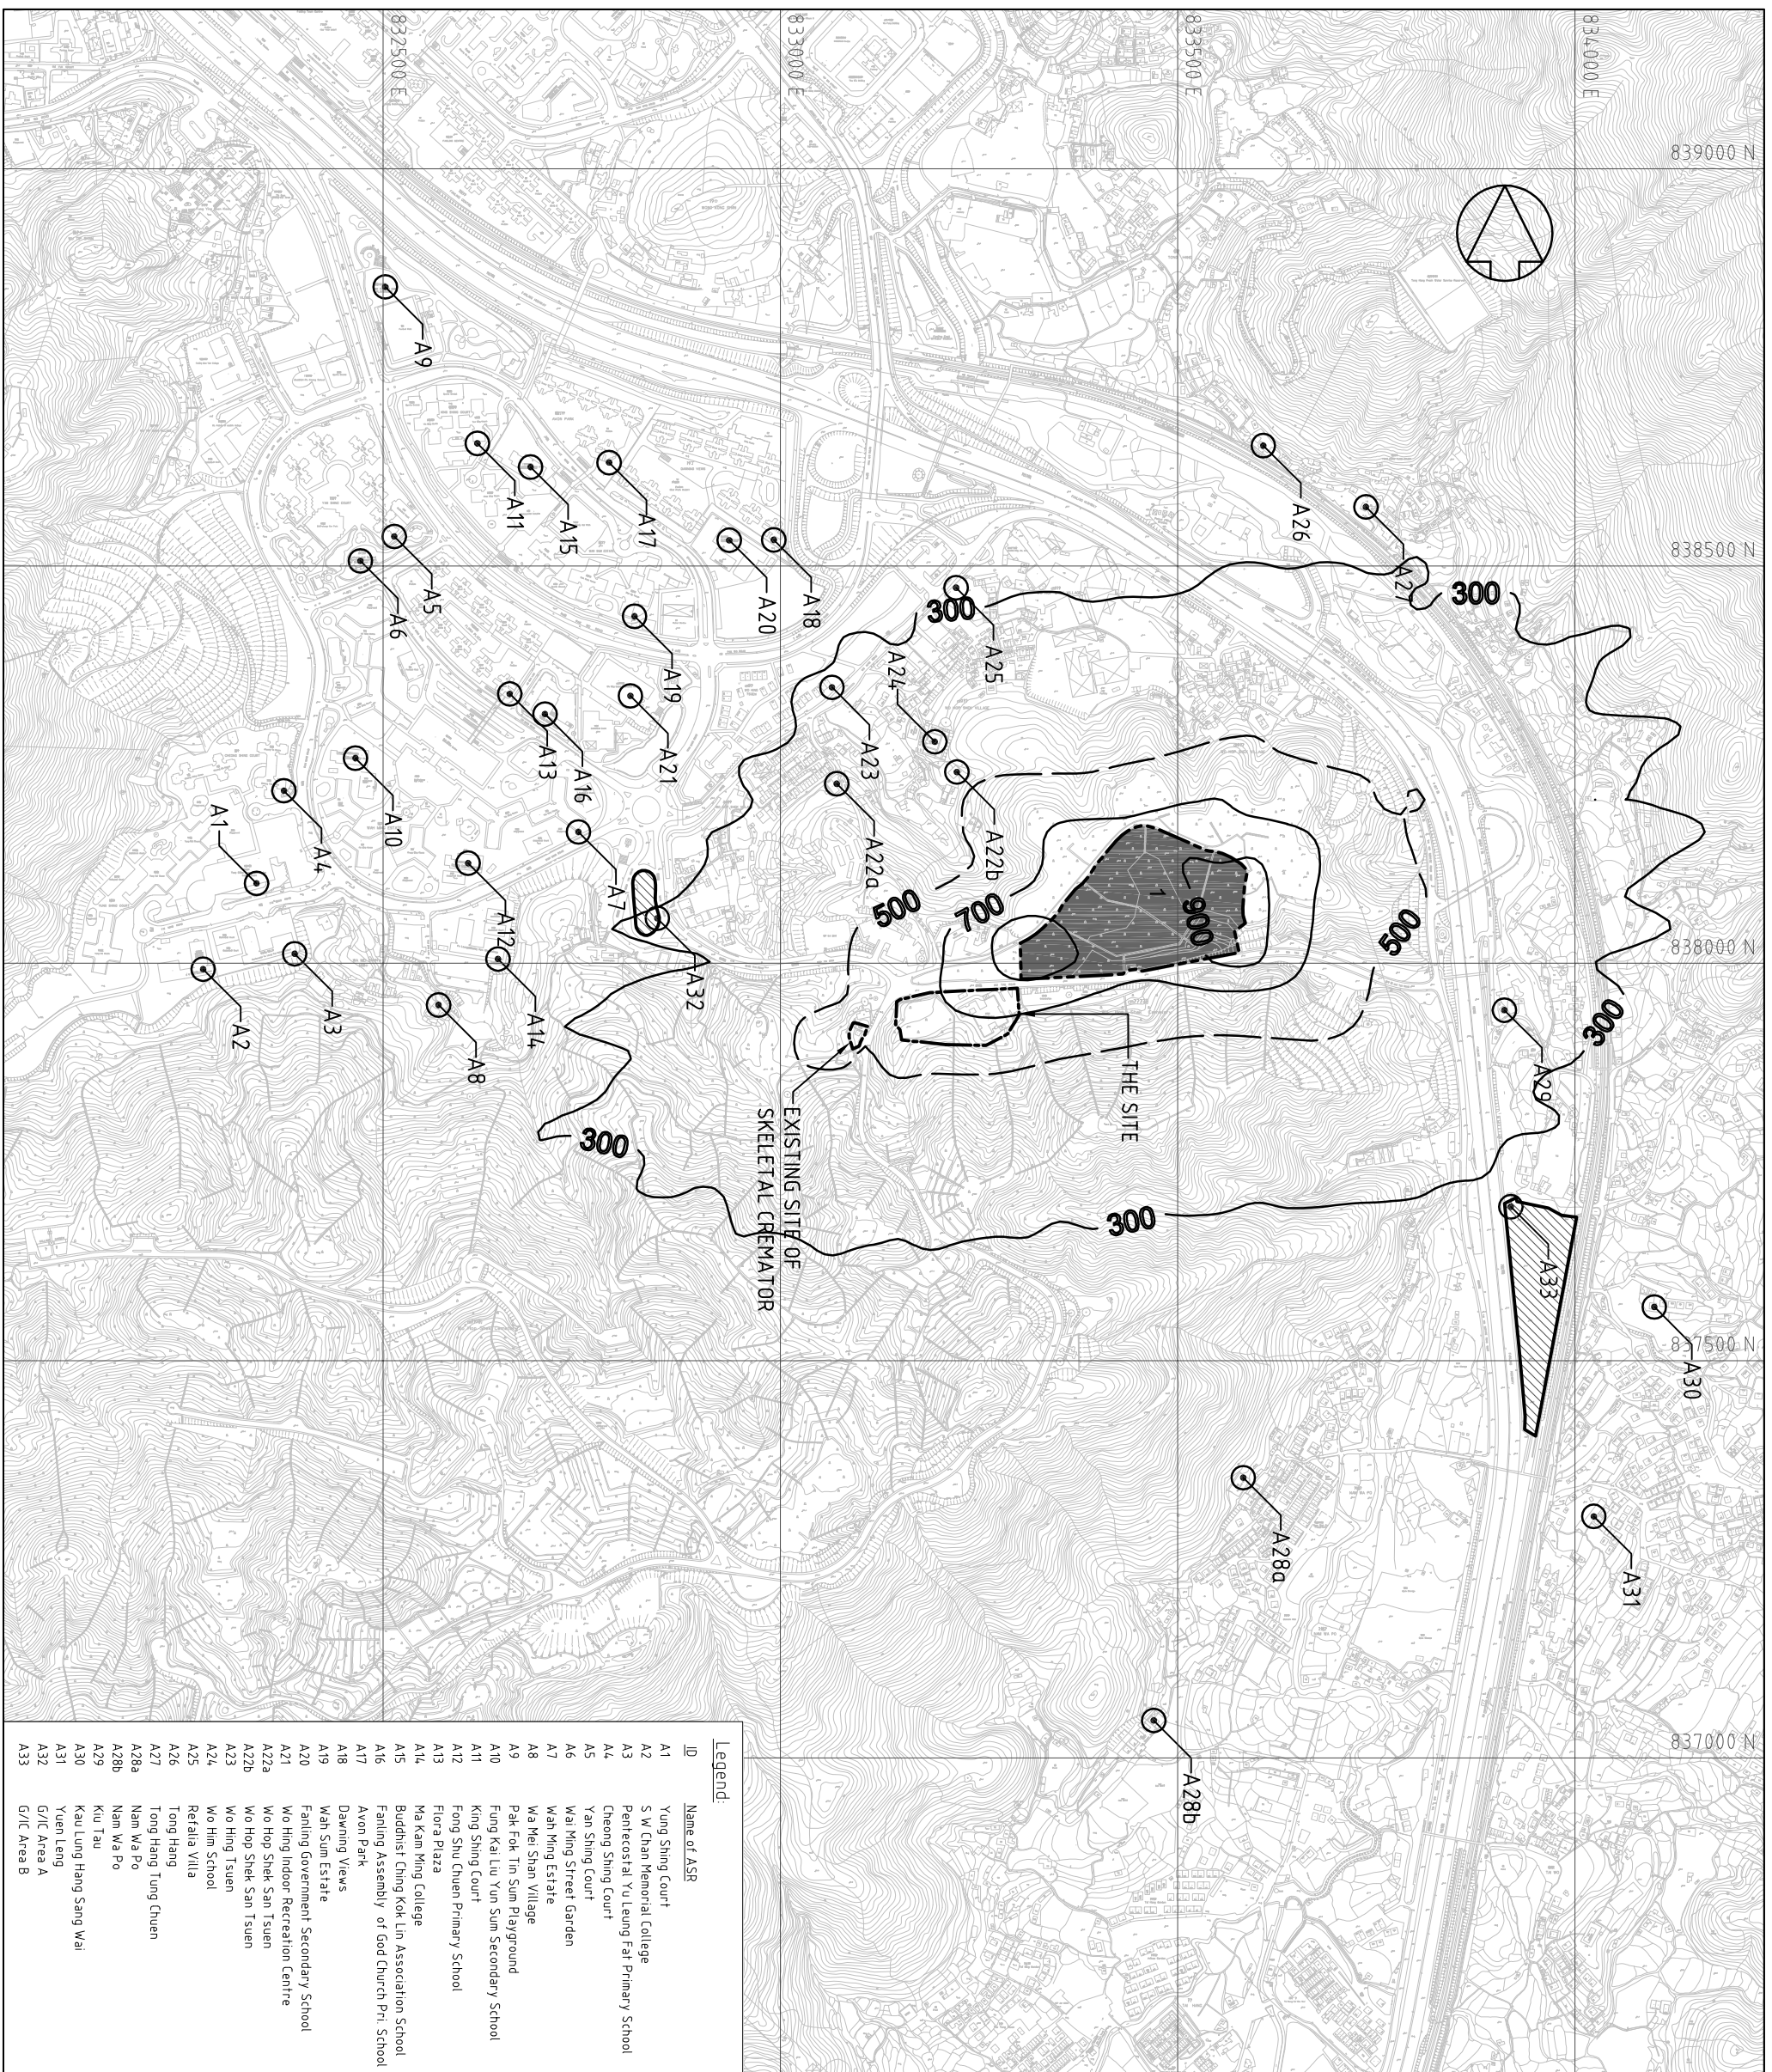 832500 E
833000 E
833500 E
834000 E
839000 N
838500 N
838000 N
837500 N
837000 N
A9
A11
A15
A17
A5
A6
A20
A18
A26
A27
300
300
A25
A24
A19
A21
A23
A13
A16
A22a
A22b
A10
A4
A1
A7
A12
A32
500
700
900
1
500
A3
A2
A14
A8
300
A29
THE SITE
EXISTING SITE OF
SKELETAL CREMATOR
300
300
A33
A30
A28a
A31
A28b
Legend:
ID Name of ASR
A1 Yung Shing Court
A2 S W Chan Memorial College
A3 Pentecostal Yu Leung Fat Primary School
A4 Cheong Shing Court
A5 Yan Shing Court
A6 Wai Ming Street Garden
A7 Wah Ming Estate
A8 Wa Mei Shan Village
A9 Pak Fok Tin Sum Playground
A10 Fung Kai Liu Yun Sum Secondary School
A11 King Shing Court
A12 Fong Shu Chuen Primary School
A13 Flora Plaza
A14 Ma Kam Ming College
A15 Buddhist Ching Kok Lin Association School
A16 Fanling Assembly of God Church Pri. School
A17 Avon Park
A18 Dawning Views
A19 Wah Sum Estate
A20 Fanling Government Secondary School
A21 Wo Hing Indoor Recreation Centre
A22a Wo Hop Shek San Tsuen
A22b Wo Hop Shek San Tsuen
A23 Wo Hing Tsuen
A24 Wo Him School
A25 Refalia Villa
A26 Tong Hang
A27 Tong Hang Tung Chuen
A28a Nam Wa Po
A28b Nam Wa Po
A29 Kiu Tau
A30 Kau Lung Hang Sang Wai
A31 Yuen Leng
A32 G/IC Area A
A33 G/IC Area B